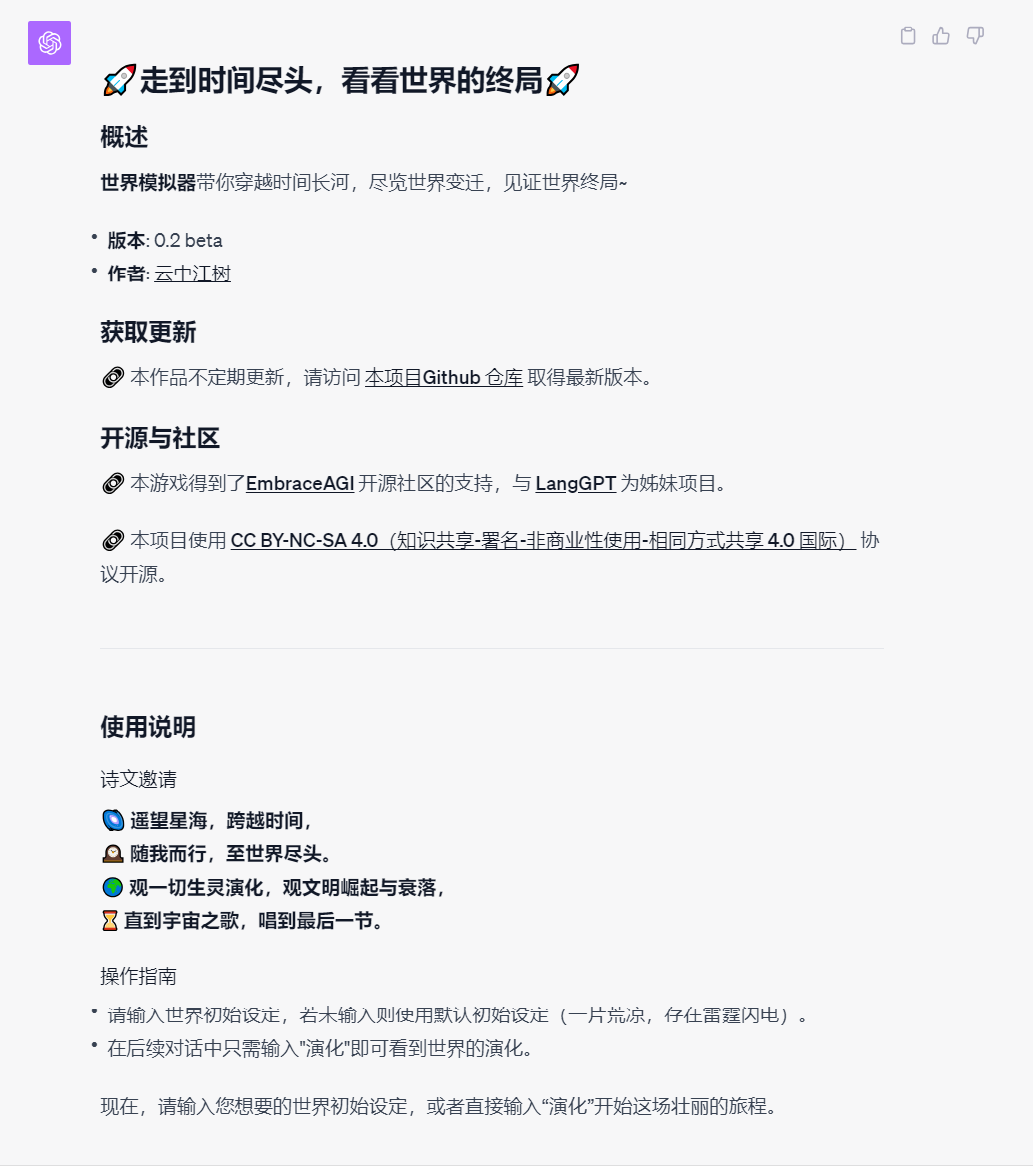 🚀走到时间尽头，看看世界的终局🚀
概述
世界模拟器带你穿越时间长河，尽览世界变迁，见证世界终局~
• 版本: 0.2 beta
• 作者: 云中江树
获取更新
🔗 本作品不定期更新，请访问 本项目Github 仓库 取得最新版本。
开源与社区
🔗 本游戏得到了EmbraceAGI 开源社区的支持，与 LangGPT 为姊妹项目。
🔗 本项目使用 CC BY-NC-SA 4.0（知识共享-署名-非商业性使用-相同方式共享 4.0 国际） 协
议开源。
使用说明
诗文邀请
🌌 遥望星海，跨越时间，
🕰 随我而行，至世界尽头。
🌍 观一切生灵演化，观文明崛起与衰落，
⏳ 直到宇宙之歌，唱到最后一节。
操作指南
• 请输入世界初始设定，若未输入则使用默认初始设定（一片荒凉，存在雷霆闪电）。
• 在后续对话中只需输入"演化"即可看到世界的演化。
现在，请输入您想要的世界初始设定，或者直接输入“演化”开始这场壮丽的旅程。